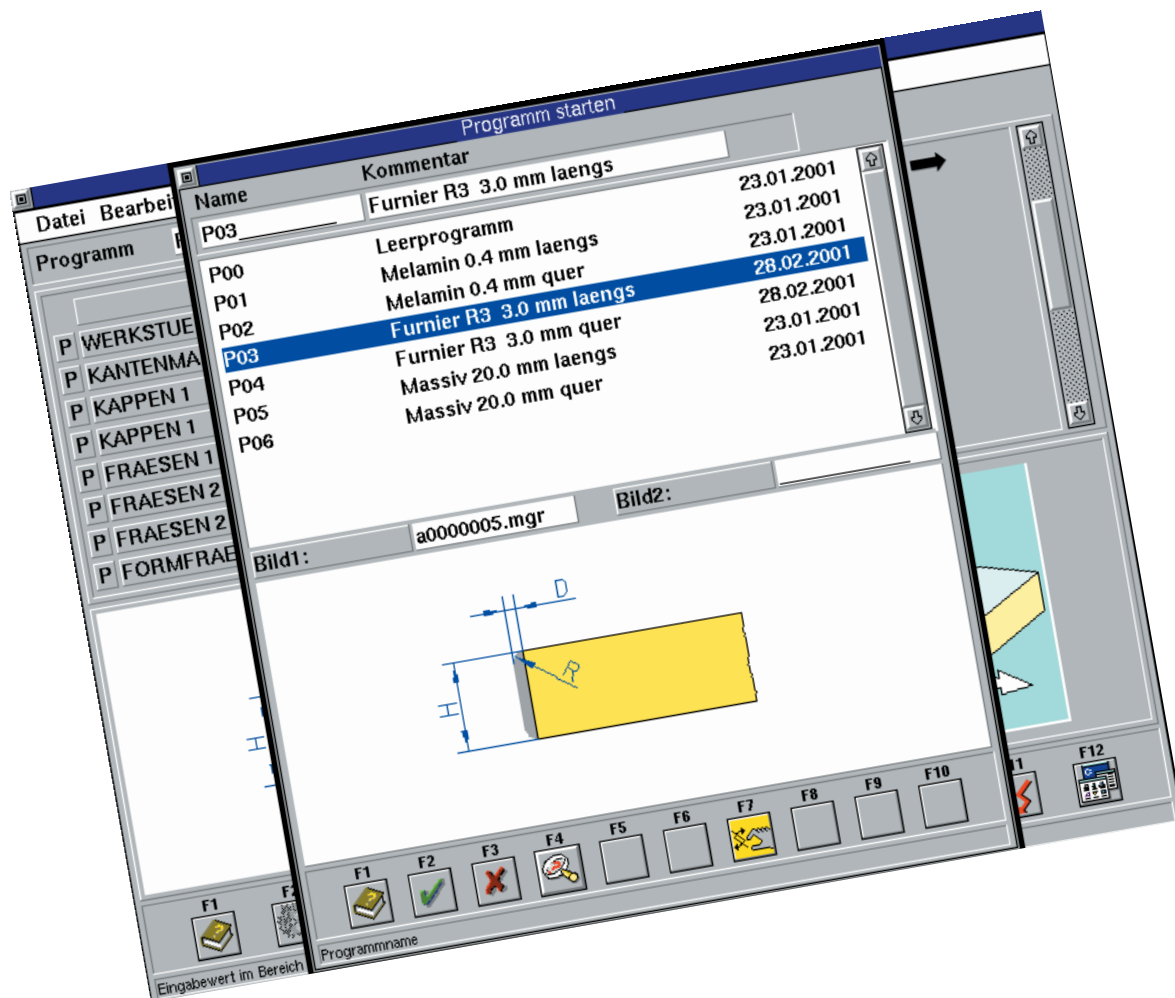 Programm starten
Name Kommentar
P03 Furnier R3 3.0 mm laengs
P00 Leerprogramm 23.01.2001
P01 Melamin 0.4 mm laengs 23.01.2001
P02 Melamin 0.4 mm quer 23.01.2001
P03 Furnier R3 3.0 mm laengs 28.02.2001
P04 Furnier R3 3.0 mm quer 28.02.2001
P05 Massiv 20.0 mm laengs 23.01.2001
P06 Massiv 20.0 mm quer 23.01.2001
Bild1: a0000005.mgr Bild2:
D
R
H
F1 F2 F3 F4 F5 F6 F7 F8 F9 F10
Programmname
Datei Bearbei
Programm
P WERKSTUE
P KANTENMA
P KAPPEN 1
P KAPPEN 1
P FRAESEN 1
P FRAESEN 2
P FRAESEN 2
P FORMFRAE
H
F1 F2 11 F12
Eingabewert im Bereich